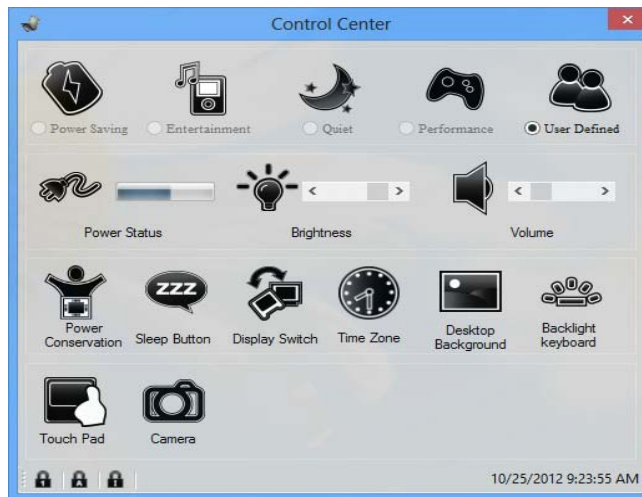 Control Center
Power Saving
Entertainment
Quiet
Performance
User Defined
Power Status
Brightness
Volume
zzz
Power
Conservation
Sleep Button
Display Switch
Time Zone
Desktop
Background
Backlight
keyboard
Touch Pad
Camera
1
A
10/25/2012 9:23:55 AM